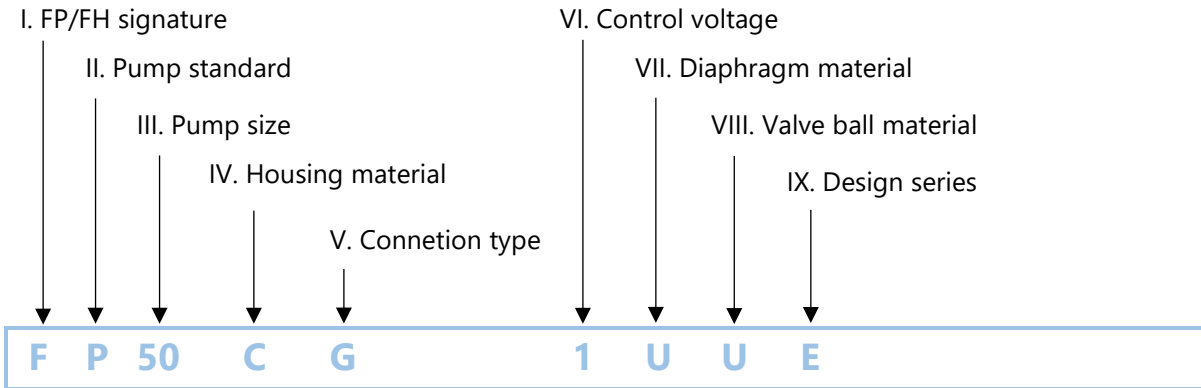 I. FP/FH signature
VI. Control voltage
II. Pump standard
VII. Diaphragm material
III. Pump size
VIII. Valve ball material
IV. Housing material
IX. Design series
V. Connetion type
F P 50 C G 1 U U E